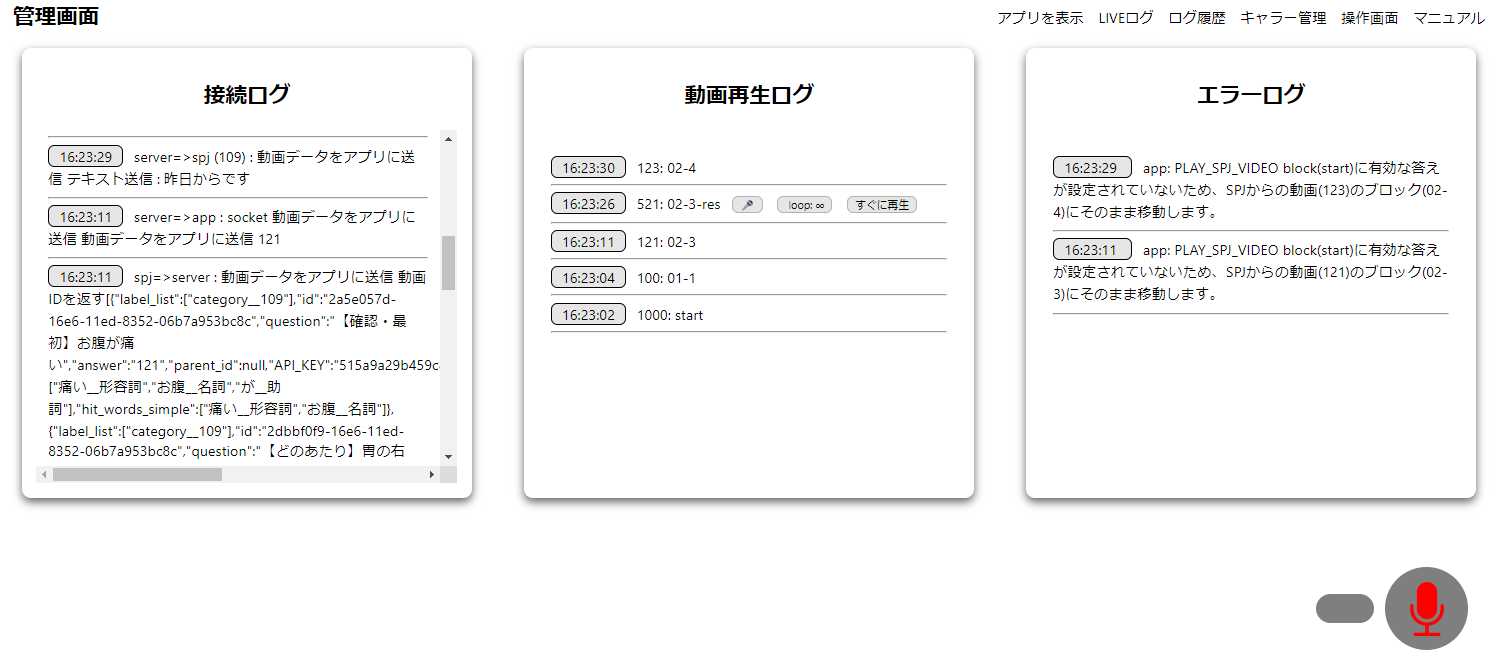 管理画面
アプリを表示 LIVEログ ログ履歴 キャラー管理 操作画面 マニュアル
接続ログ
16:23:29 server=>spj (109) : 動画データをアプリに送
信 テキスト送信 : 昨日からです
16:23:11 server=>app : socket 動画データをアプリに
送信 動画データをアプリに送信 121
16:23:11 spj=>server : 動画データをアプリに送信 動画
IDを返す[{"label_list":["category__109"],"id":"2a5e057d-
16e6-11ed-8352-06b7a953bc8c","question":"【確認・最
初】お腹が痛
い","answer":"121","parent_id":null,"API_KEY":"515a9a29b459c
["痛い__形容詞","お腹__名詞","が__助
詞"],"hit_words_simple":["痛い__形容詞","お腹__名詞"]},
{"label_list":["category__109"],"id":"2dbbf0f9-16e6-11ed-
8352-06b7a953bc8c","question":"【どのあたり】胃の右
動画再生ログ
16:23:30 123: 02-4
16:23:26 521: 02-3-res loop: ∞ すぐに再生
16:23:11 121: 02-3
16:23:04 100: 01-1
16:23:02 1000: start
エラーログ
16:23:29 app: PLAY_SPJ_VIDEO block(start)に有効な答え
が設定されていないため、SPJからの動画(123)のブロック(02-
4)にそのまま移動します。
16:23:11 app: PLAY_SPJ_VIDEO block(start)に有効な答え
が設定されていないため、SPJからの動画(121)のブロック(02-
3)にそのまま移動します。